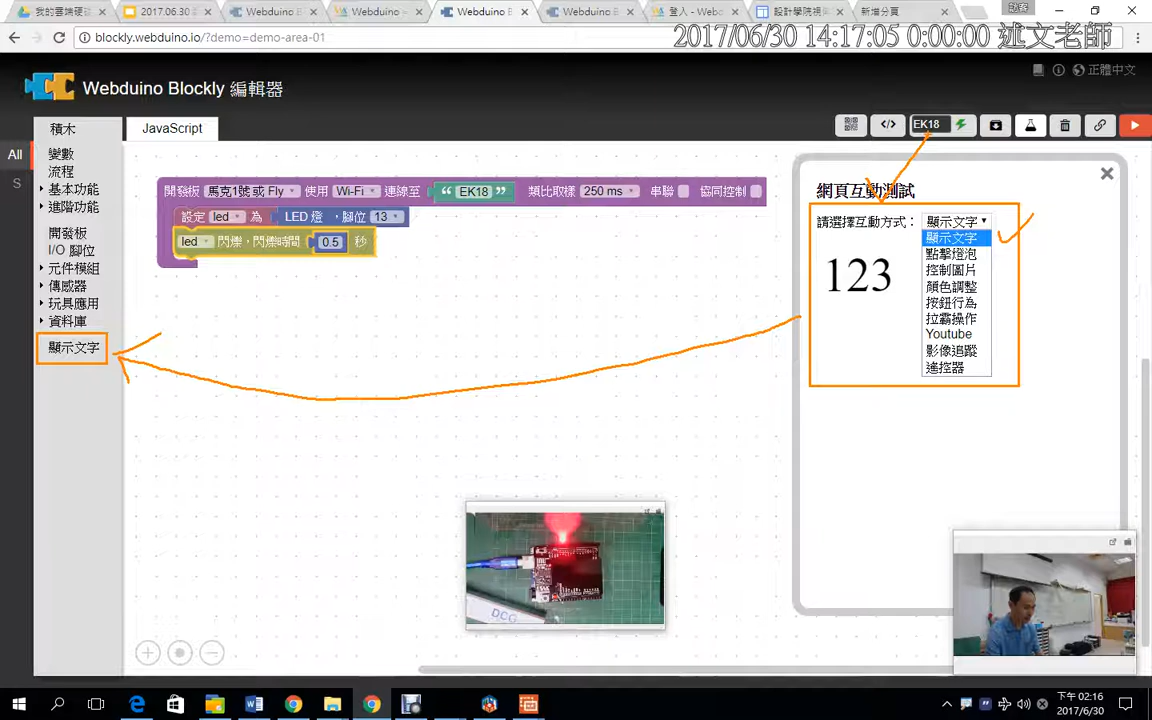 我的雲端硬碟
2017.06.30
Webduino B
Webduino
Webduino B
Webduino B
登入 - Webd
設計學院視
新增分頁
訪客
blockly.webduino.io/?demo=demo-area-01
2017/06/30 14:17:05 0:00:00 述文老師
Webduino Blockly 編輯器
正體中文
積木
JavaScript
EK18
All
S
變數
流程
基本功能
進階功能
開發板
I/O 腳位
元件模組
傳感器
玩具應用
資料庫
顯示文字
開發板 馬克1號 或 Fly 使用 Wi-Fi 連線至 “ EK18 ” 類比取樣 250 ms 串聯 協同控制
設定 led 為 LED 燈 ,腳位 13
led 閃爍,閃爍時間 0.5 秒
網頁互動測試
請選擇互動方式: 顯示文字
顯示文字
點擊燈泡
控制圖片
顏色調整
按鈕行為
拉霸操作
Youtube
影像追蹤
遙控器
123
DCG
下午 02:16
2017/6/30